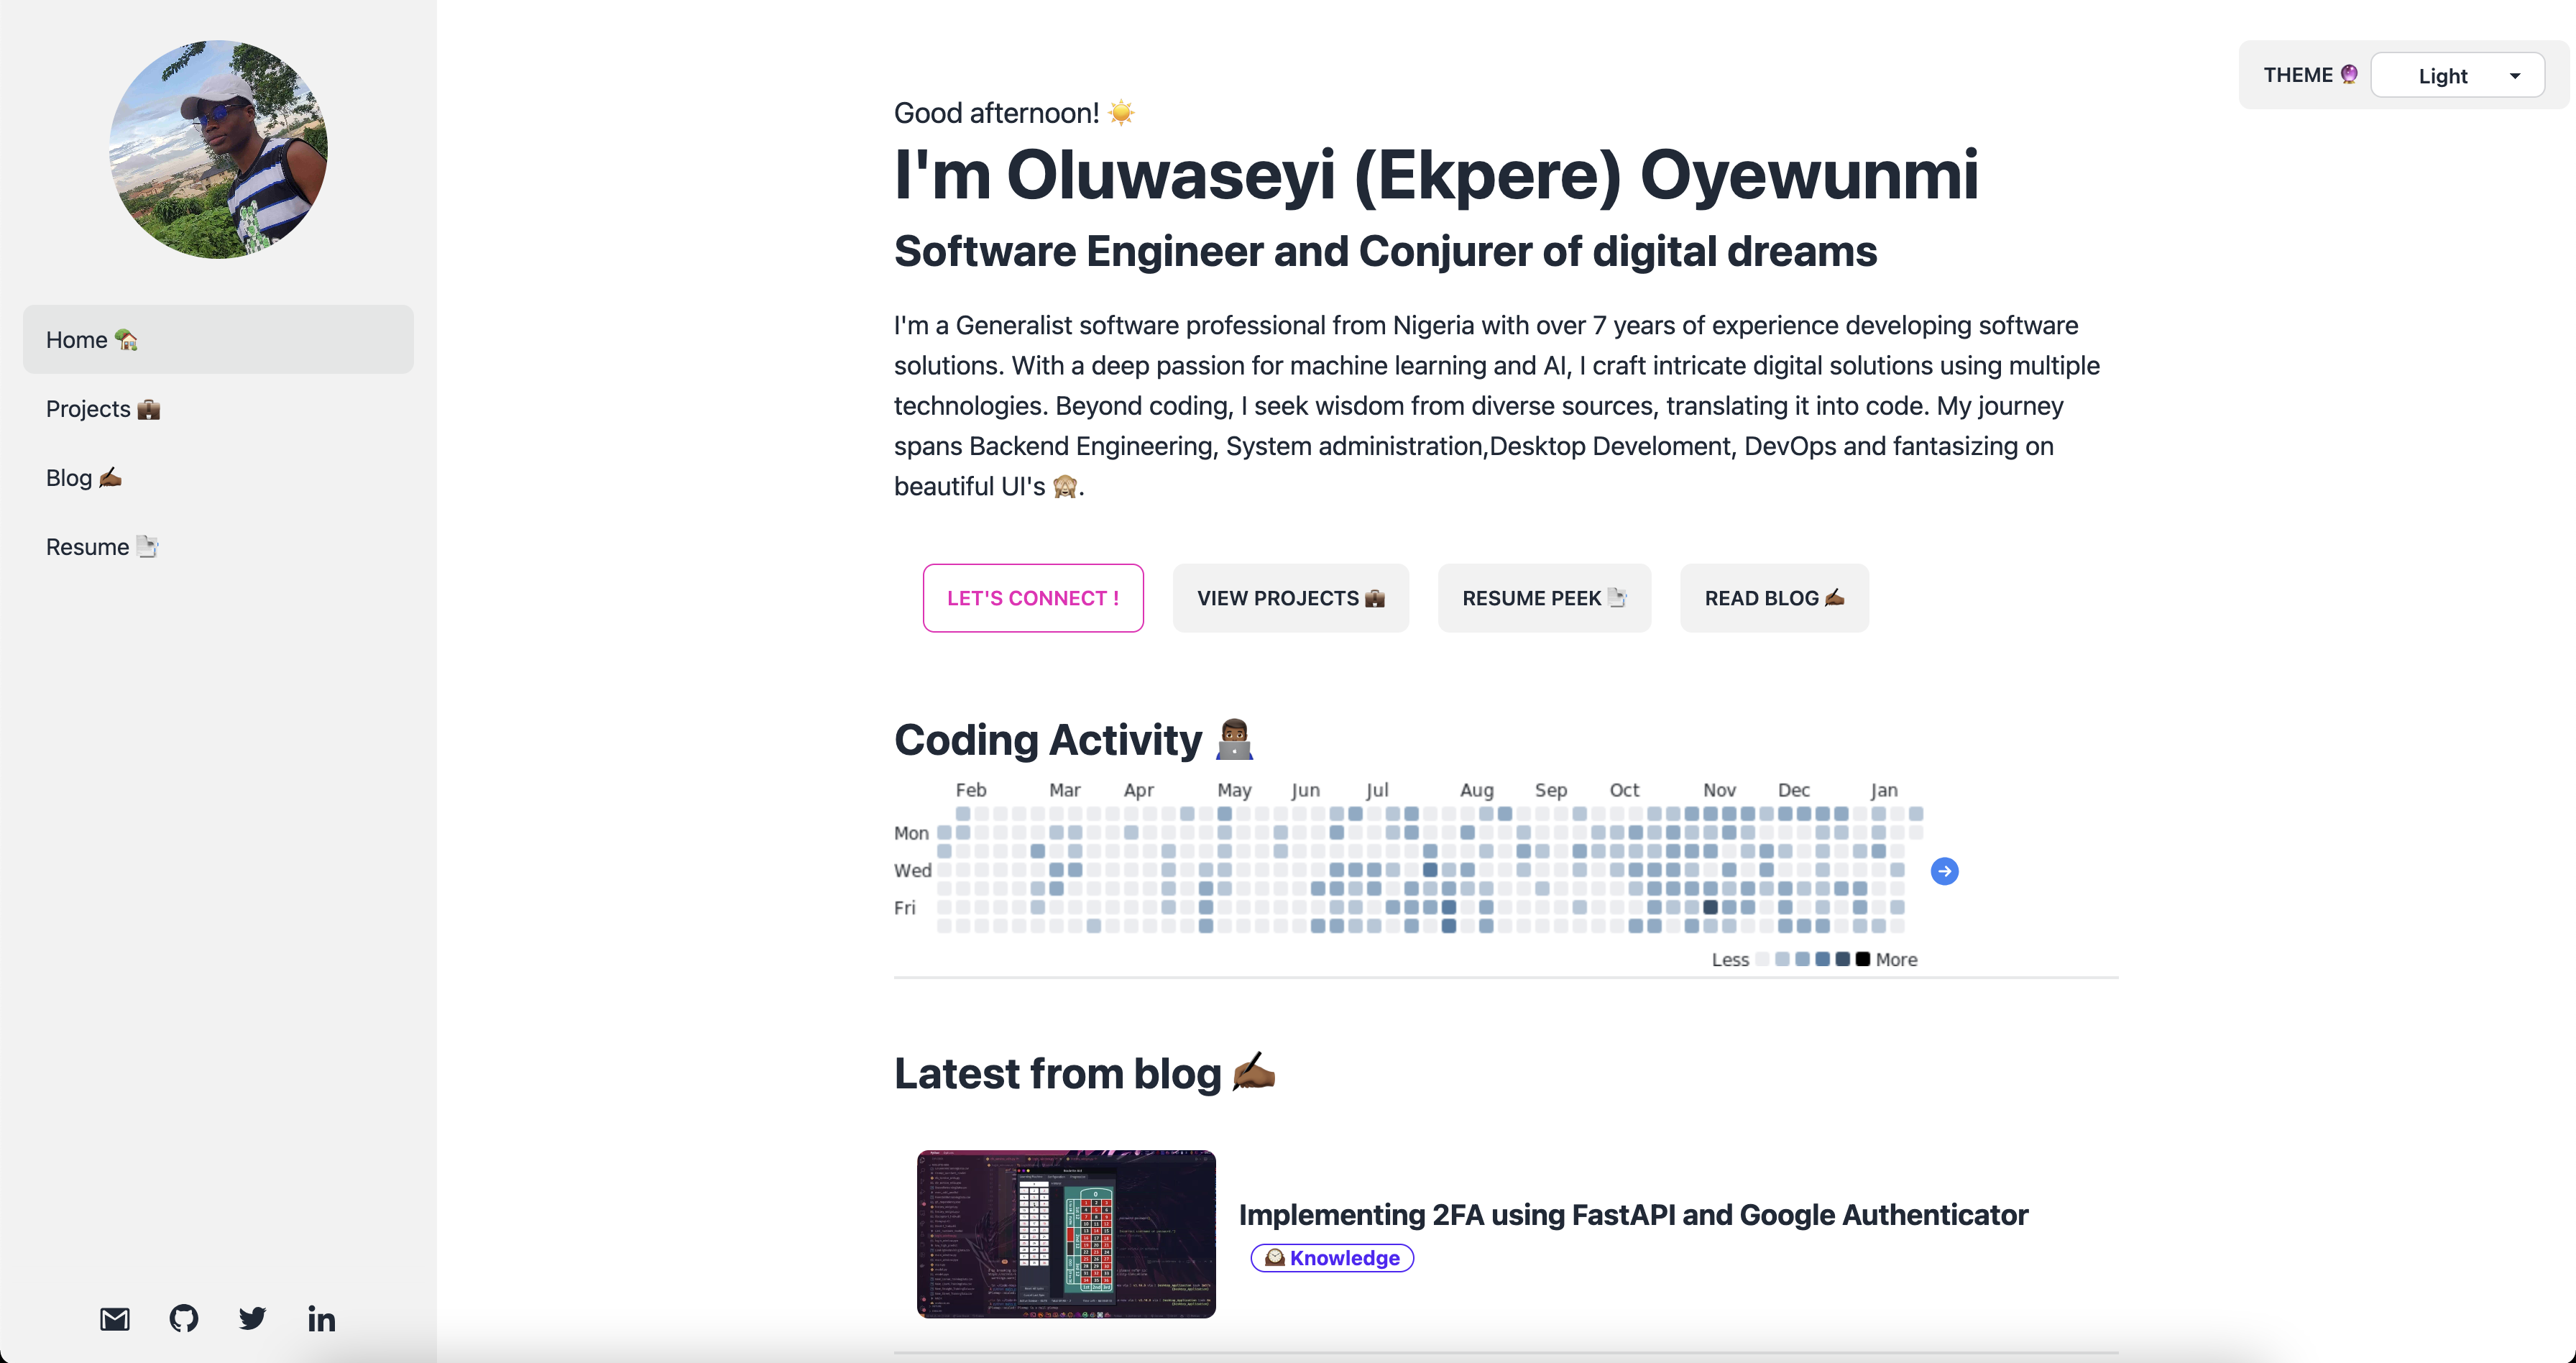 Home 🏡
Projects 💼
Blog ✍🏾
Resume 📑
THEME 🔮 Light
Good afternoon! ☀️
I'm Oluwaseyi (Ekpere) Oyewunmi
Software Engineer and Conjurer of digital dreams
I'm a Generalist software professional from Nigeria with over 7 years of experience developing software
solutions. With a deep passion for machine learning and AI, I craft intricate digital solutions using multiple
technologies. Beyond coding, I seek wisdom from diverse sources, translating it into code. My journey
spans Backend Engineering, System administration,Desktop Develoment, DevOps and fantasizing on
beautiful UI's 🙈.
LET'S CONNECT !
VIEW PROJECTS 💼
RESUME PEEK 📑
READ BLOG ✍🏾
Coding Activity 👨🏾‍💻
Feb Mar Apr May Jun Jul Aug Sep Oct Nov Dec Jan
Mon
Wed
Fri
Less More
Latest from blog ✍🏾
Implementing 2FA using FastAPI and Google Authenticator
🕰️ Knowledge